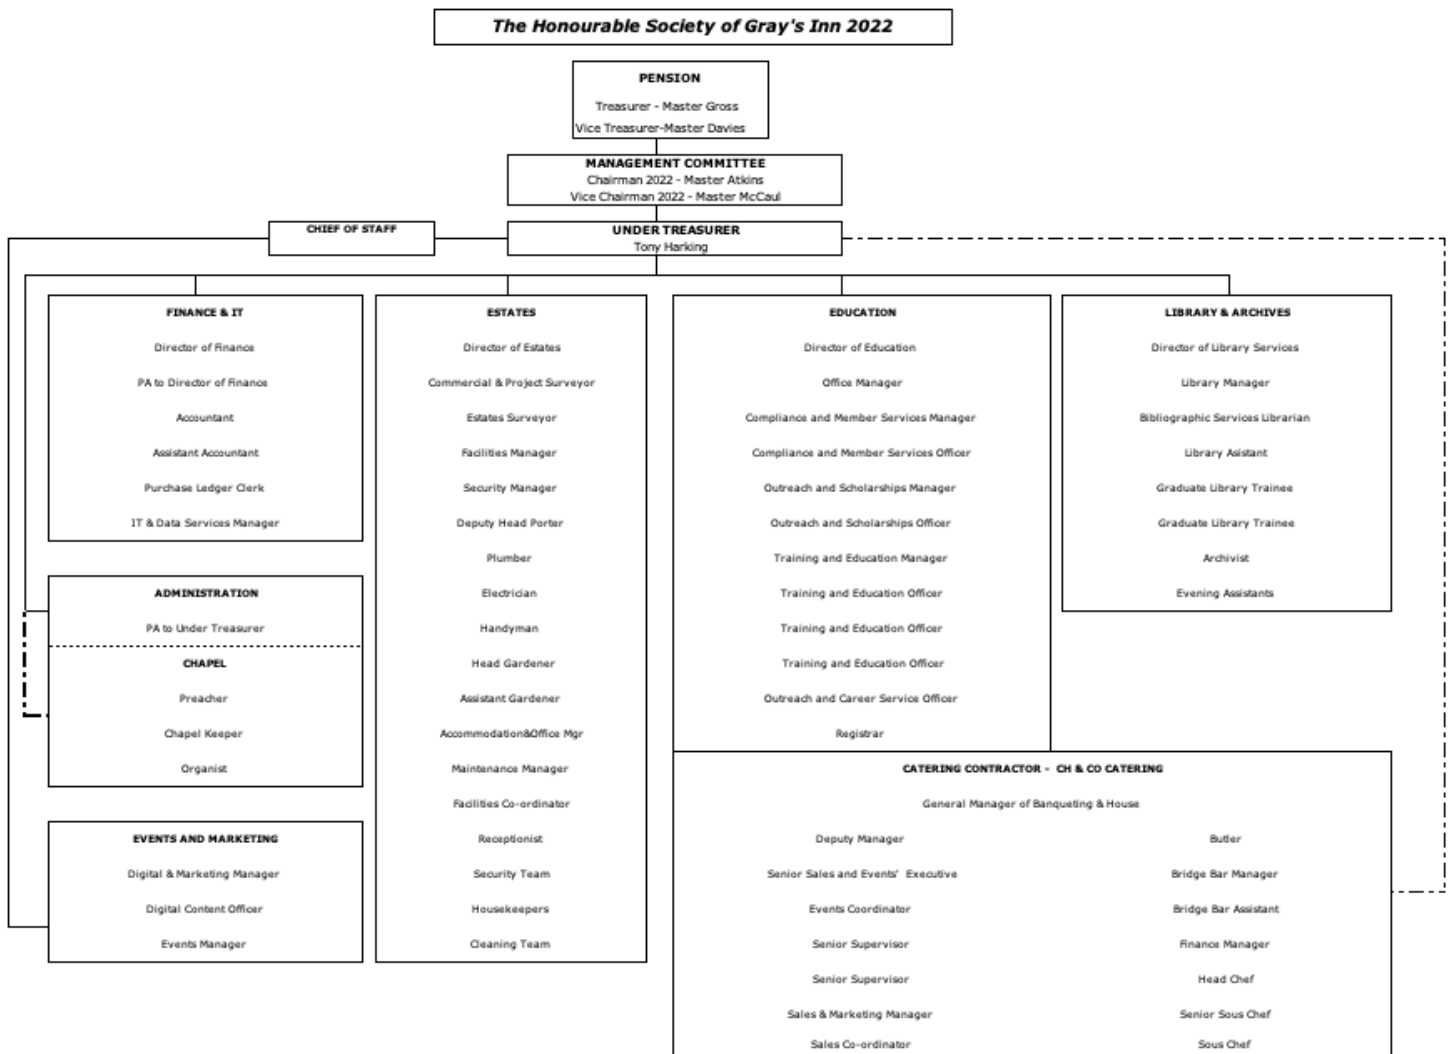 The Honourable Society of Gray's Inn 2022
PENSION
Treasurer - Master Gross
Vice Treasurer-Master Davies
MANAGEMENT COMMITTEE
Chairman 2022 - Master Atkins
Vice Chairman 2022 - Master McCaul
CHIEF OF STAFF
UNDER TREASURER
Tony Harking
FINANCE & IT
Director of Finance
PA to Director of Finance
Accountant
Assistant Accountant
Purchase Ledger Clerk
IT & Data Services Manager
ADMINISTRATION
PA to Under Treasurer
CHAPEL
Preacher
Chapel Keeper
Organist
EVENTS AND MARKETING
Digital & Marketing Manager
Digital Content Officer
Events Manager
ESTATES
Director of Estates
Commercial & Project Surveyor
Estates Surveyor
Facilities Manager
Security Manager
Deputy Head Porter
Plumber
Electrician
Handyman
Head Gardener
Assistant Gardener
Accommodation&Office Mgr
Maintenance Manager
Facilities Co-ordinator
Receptionist
Security Team
Housekeepers
Cleaning Team
EDUCATION
Director of Education
Office Manager
Compliance and Member Services Manager
Compliance and Member Services Officer
Outreach and Scholarships Manager
Outreach and Scholarships Officer
Training and Education Manager
Training and Education Officer
Training and Education Officer
Training and Education Officer
Outreach and Career Service Officer
Registrar
LIBRARY & ARCHIVES
Director of Library Services
Library Manager
Bibliographic Services Librarian
Library Asistant
Graduate Library Trainee
Graduate Library Trainee
Archivist
Evening Assistants
CATERING CONTRACTOR - CH & CO CATERING
General Manager of Banqueting & House
Deputy Manager
Senior Sales and Events' Executive
Events Coordinator
Senior Supervisor
Senior Supervisor
Sales & Marketing Manager
Sales Co-ordinator
Butler
Bridge Bar Manager
Bridge Bar Assistant
Finance Manager
Head Chef
Senior Sous Chef
Sous Chef